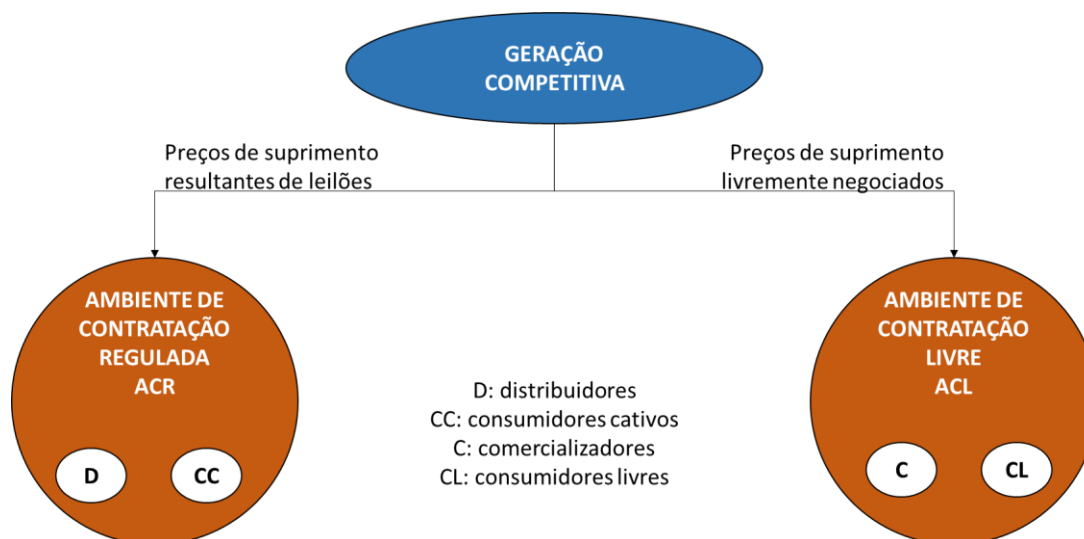 GERAÇÃO
COMPETITIVA
Preços de suprimento
resultantes de leilões
Preços de suprimento
livremente negociados
AMBIENTE DE
CONTRATAÇÃO
REGULADA
ACR
D
CC
D: distribuidores
CC: consumidores cativos
C: comercializadores
CL: consumidores livres
AMBIENTE DE
CONTRATAÇÃO
LIVRE
ACL
C
CL